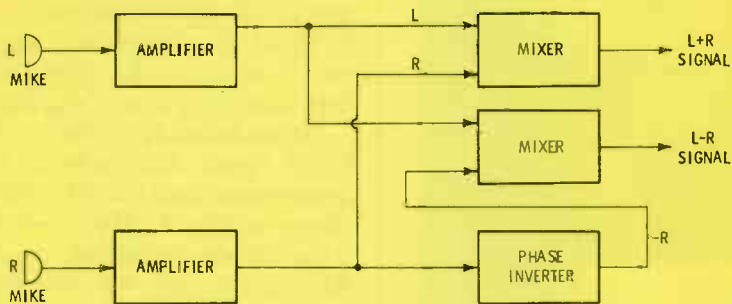 L
MIKE
AMPLIFIER
L
R
MIXER
L+R
SIGNAL
MIXER
L-R
SIGNAL
R
MIKE
AMPLIFIER
PHASE
INVERTER
-R